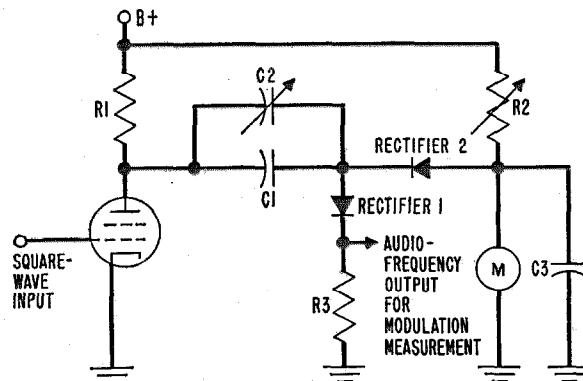 B+
R1
C2
R2
RECTIFIER 2
C1
RECTIFIER 1
SQUARE-
WAVE
INPUT
AUDIO-
FREQUENCY
OUTPUT
FOR
MODULATION
MEASUREMENT
R3
M
C3